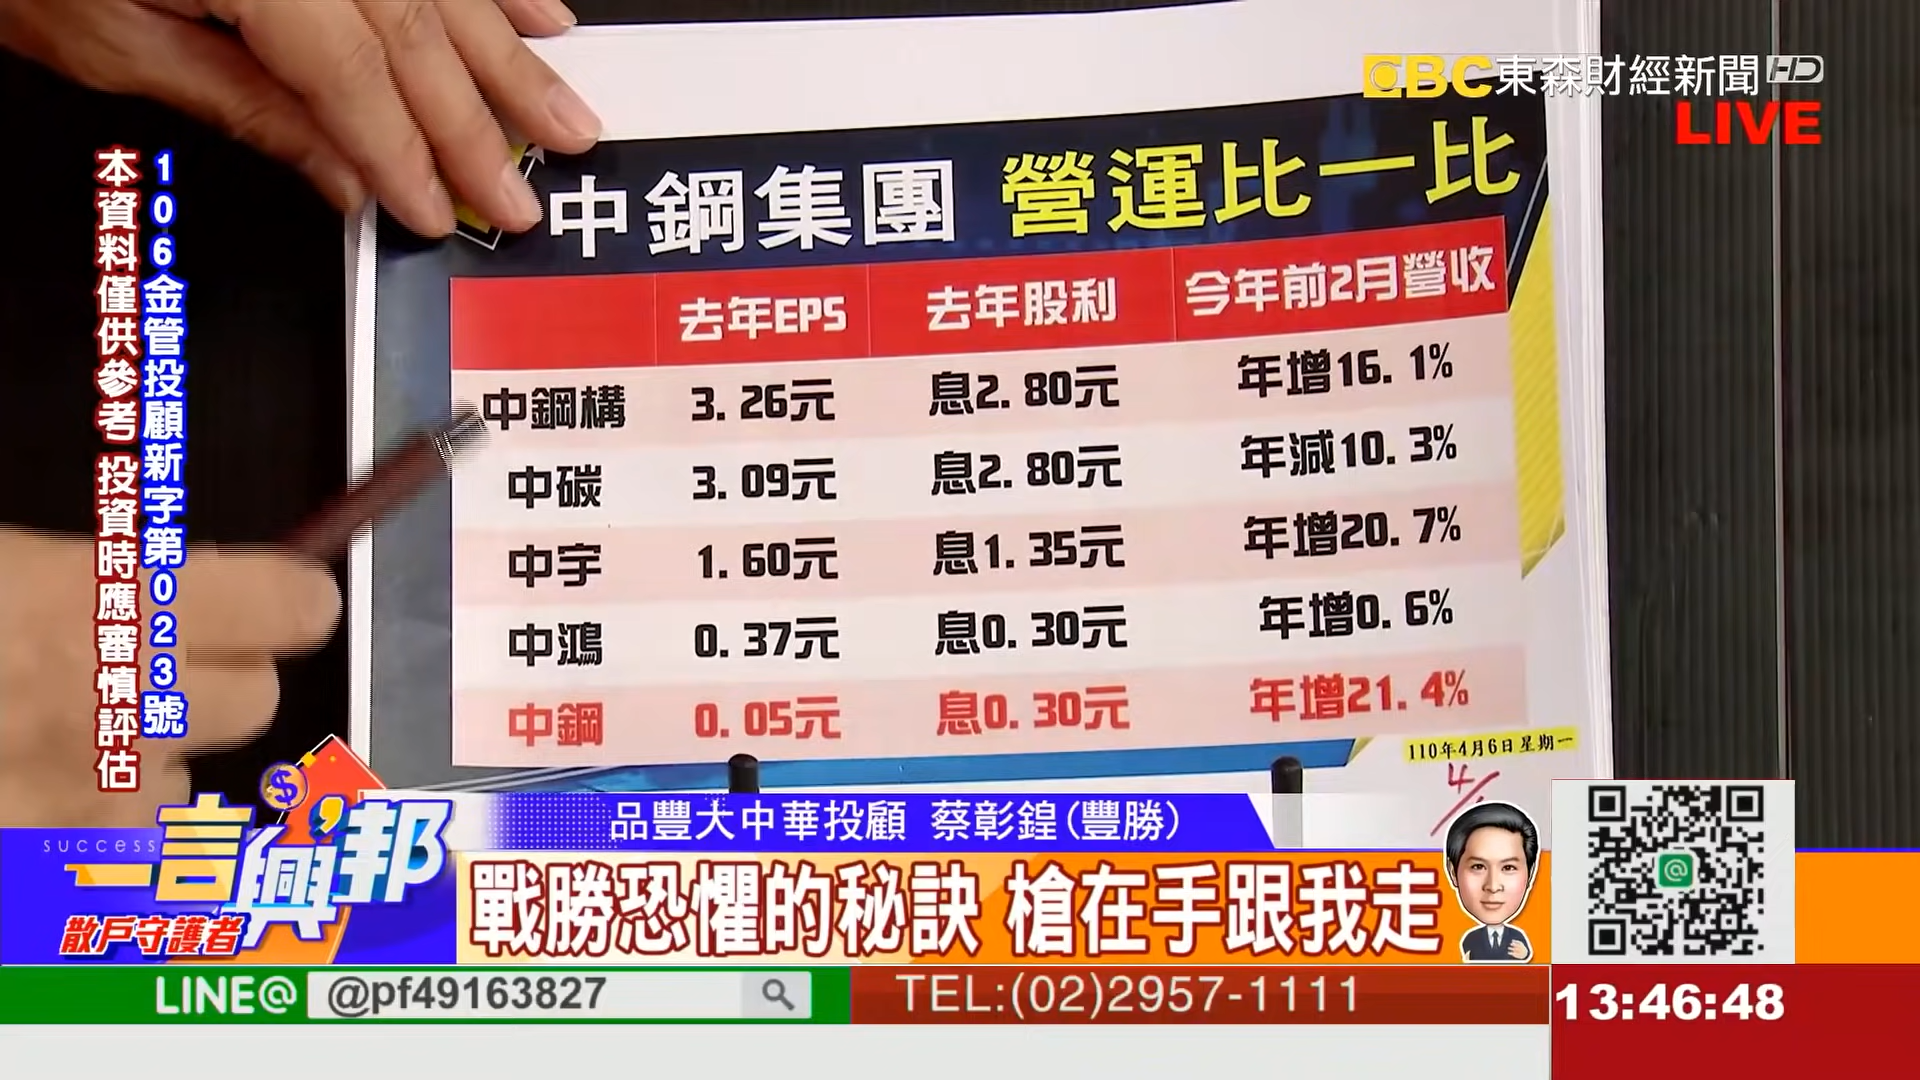 EBC東森財經新聞HD
LIVE
106金管投顧新字第023號
本資料僅供參考 投資時應審慎評估
中鋼集團 營運比一比
去年EPS 去年股利 今年前2月營收
中鋼構 3.26元 息2.80元 年增16.1%
中碳 3.09元 息2.80元 年減10.3%
中宇 1.60元 息1.35元 年增20.7%
中鴻 0.37元 息0.30元 年增0.6%
中鋼 0.05元 息0.30元 年增21.4%
110年4月6日星期一
success
一言興邦
散戶守護者
品豐大中華投顧 蔡彰鍠(豐勝)
戰勝恐懼的秘訣 槍在手跟我走
LINE@ @pf49163827
TEL:(02)2957-1111
13:46:48